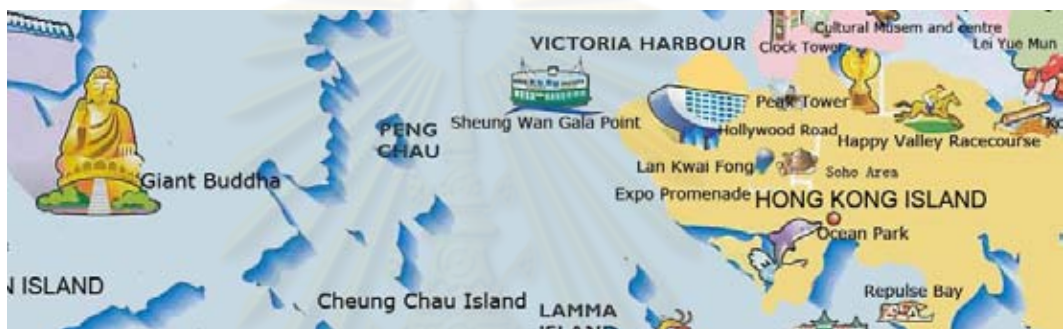 Cultural Musem and centre
VICTORIA HARBOUR
Clock Tower
Lei Yue Mun
Peak Tower
Sheung Wan Gala Point
PENG
CHAU
Hollywood Road
Happy Valley Racecourse
Lan Kwai Fong
Soho Area
Giant Buddha
Expo Promenade
HONG KONG ISLAND
Ocean Park
N ISLAND
Cheung Chau Island
Repulse Bay
LAMMA
ISLAND